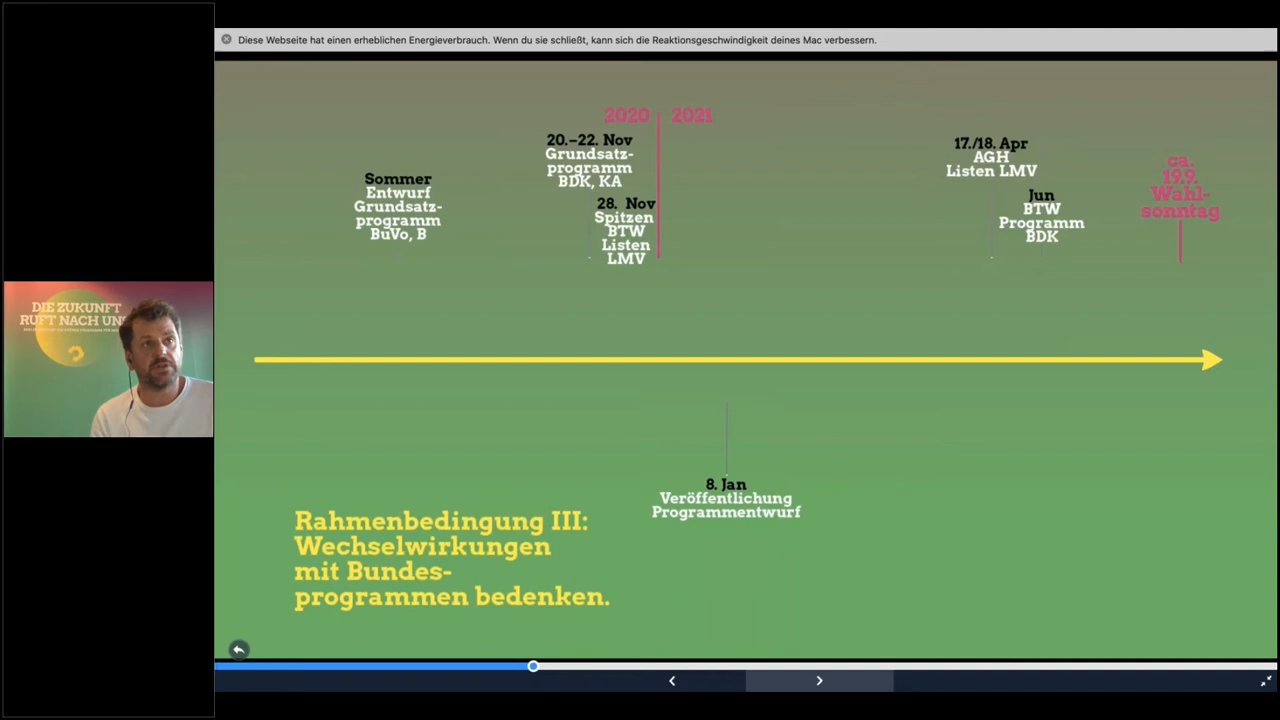 Diese Webseite hat einen erheblichen Energieverbrauch. Wenn du sie schließt, kann sich die Reaktionsgeschwindigkeit deines Mac verbessern.
2020 2021
Sommer
Entwurf
Grundsatz-
programm
BuVo, B
20.–22. Nov
Grundsatz-
programm
BDK, KA
28. Nov
Spitzen
BTW
Listen
LMV
17./18. Apr
AGH
Listen LMV
Jun
BTW
Programm
BDK
ca.
19.9.
Wahl-
sonntag
DIE ZUKUNFT
RUFT NACH UNS
8. Jan
Veröffentlichung
Programmentwurf
Rahmenbedingung III:
Wechselwirkungen
mit Bundes-
programmen bedenken.